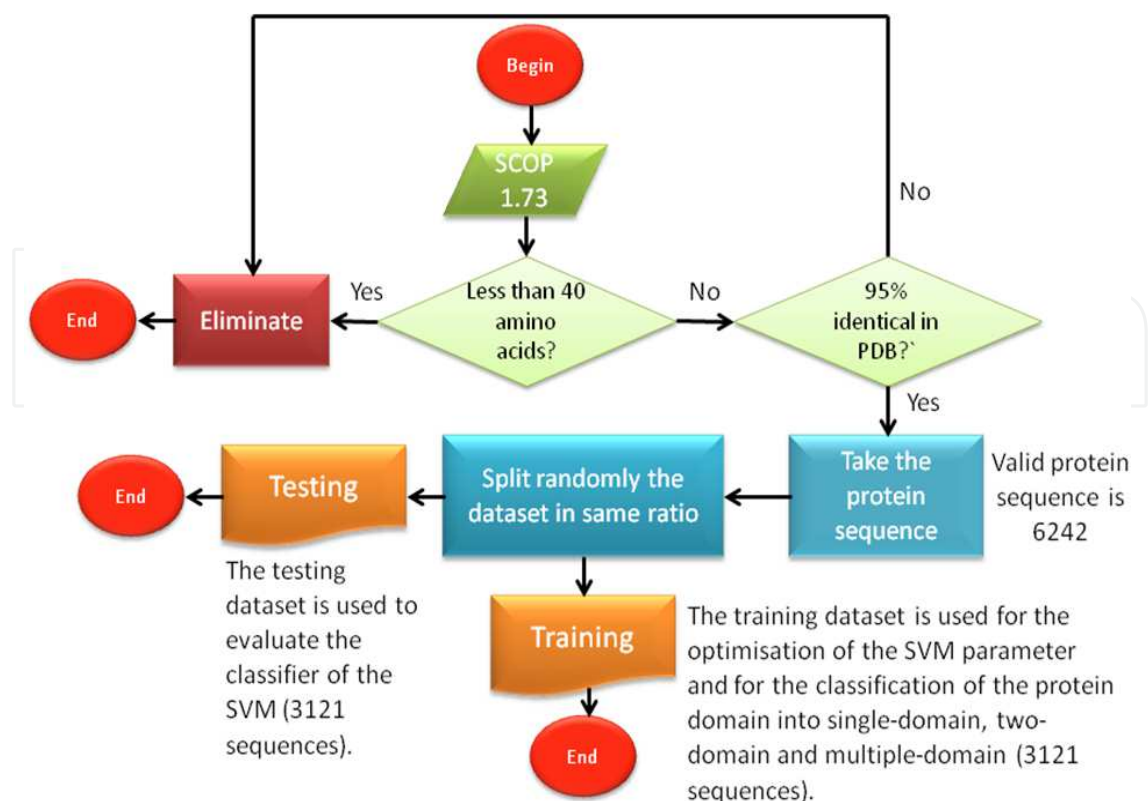 Begin
SCOP
1.73
No
End
Eliminate
Yes
Less than 40
amino
acids?
No
95%
identical in
PDB?`
Yes
End
Testing
Split randomly the
dataset in same ratio
Take the
protein
sequence
Valid protein
sequence is
6242
The testing
dataset is used to
evaluate the
classifier of the
SVM (3121
sequences).
Training
The training dataset is used for the
optimisation of the SVM parameter
and for the classification of the protein
domain into single-domain, two-
domain and multiple-domain (3121
sequences).
End